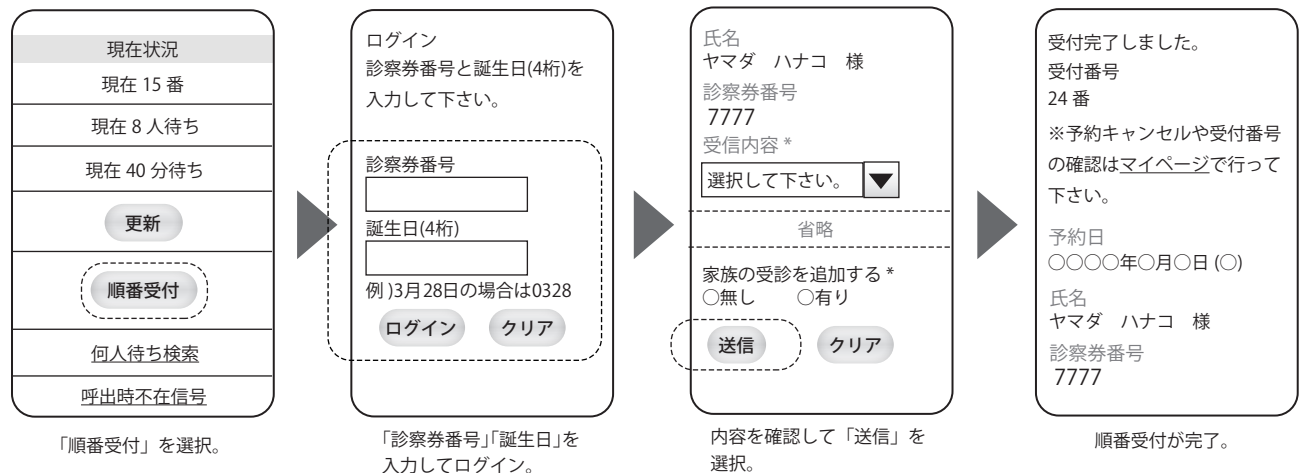 現在状況
現在 15 番
現在 8 人待ち
現在 40 分待ち
更新
順番受付
何人待ち検索
呼出時不在信号
「順番受付」を選択。
ログイン
診察券番号と誕生日(4桁)を
入力して下さい。
診察券番号
誕生日(4桁)
例 )3月28日の場合は0328
ログイン クリア
「診察券番号」「誕生日」を
入力してログイン。
氏名
ヤマダ ハナコ 様
診察券番号
7777
受信内容 *
選択して下さい。 ▼
省略
家族の受診を追加する *
○無し ○有り
送信 クリア
内容を確認して「送信」を
選択。
受付完了しました。
受付番号
24 番
※予約キャンセルや受付番号
の確認はマイページで行って
下さい。
予約日
○○○○年○月○日 (○)
氏名
ヤマダ ハナコ 様
診察券番号
7777
順番受付が完了。